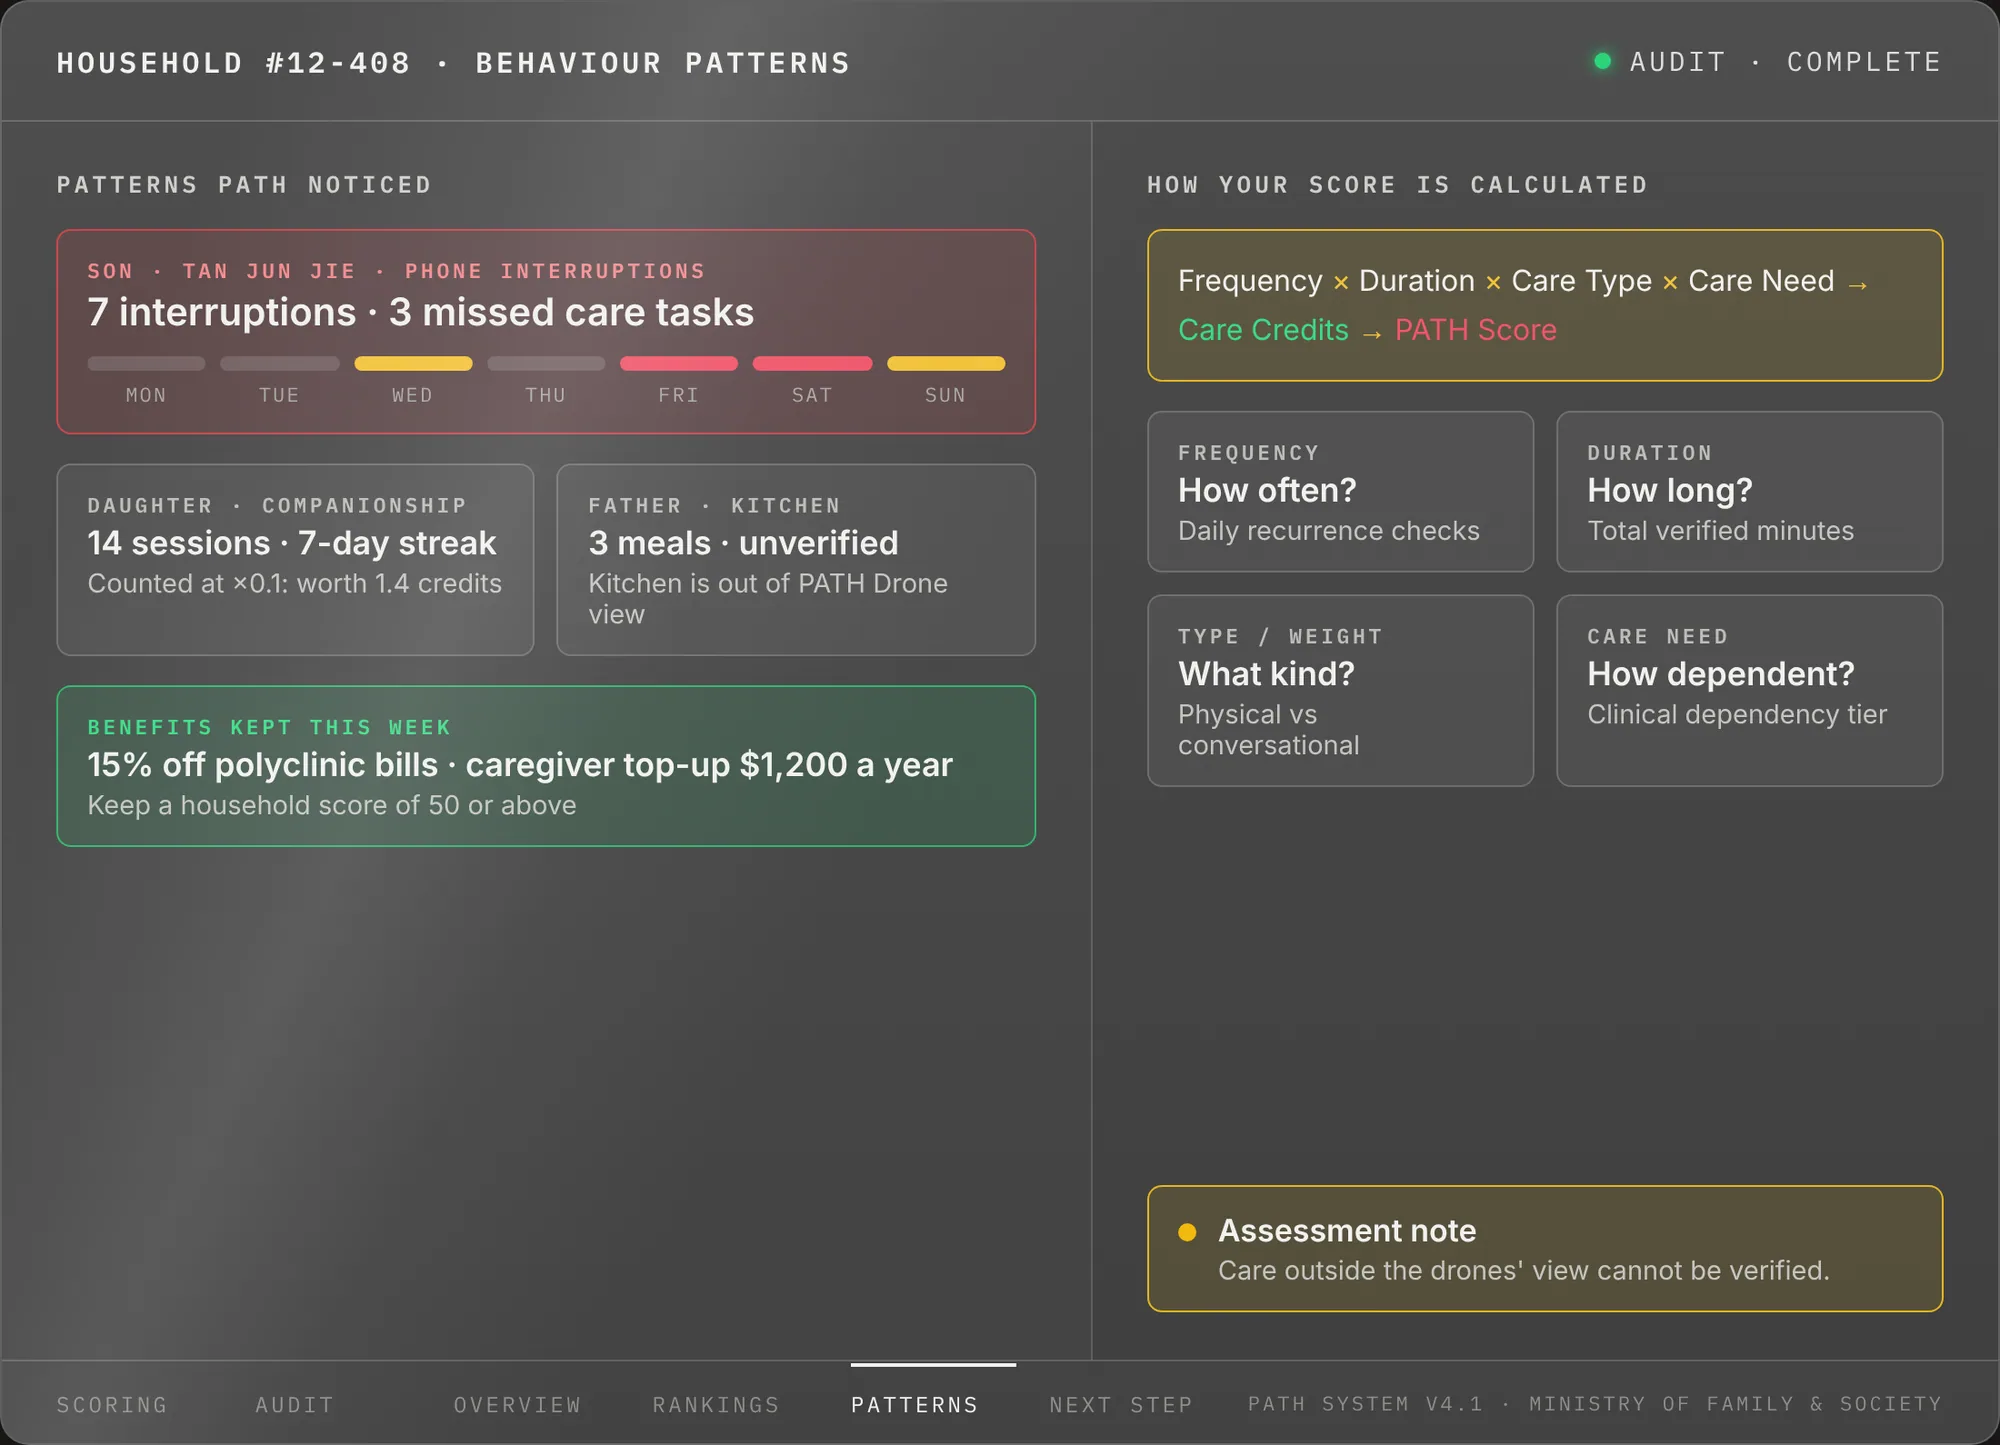 HOUSEHOLD #12-408 · BEHAVIOUR PATTERNS
AUDIT · COMPLETE
PATTERNS PATH NOTICED
SON · TAN JUN JIE · PHONE INTERRUPTIONS
7 interruptions · 3 missed care tasks
MON TUE WED THU FRI SAT SUN
DAUGHTER · COMPANIONSHIP
14 sessions · 7-day streak
Counted at ×0.1: worth 1.4 credits
FATHER · KITCHEN
3 meals · unverified
Kitchen is out of PATH Drone
view
BENEFITS KEPT THIS WEEK
15% off polyclinic bills · caregiver top-up $1,200 a year
Keep a household score of 50 or above
HOW YOUR SCORE IS CALCULATED
Frequency × Duration × Care Type × Care Need →
Care Credits → PATH Score
FREQUENCY
How often?
Daily recurrence checks
DURATION
How long?
Total verified minutes
TYPE / WEIGHT
What kind?
Physical vs
conversational
CARE NEED
How dependent?
Clinical dependency tier
Assessment note
Care outside the drones' view cannot be verified.
SCORING AUDIT OVERVIEW RANKINGS PATTERNS NEXT STEP PATH SYSTEM V4.1 · MINISTRY OF FAMILY & SOCIETY